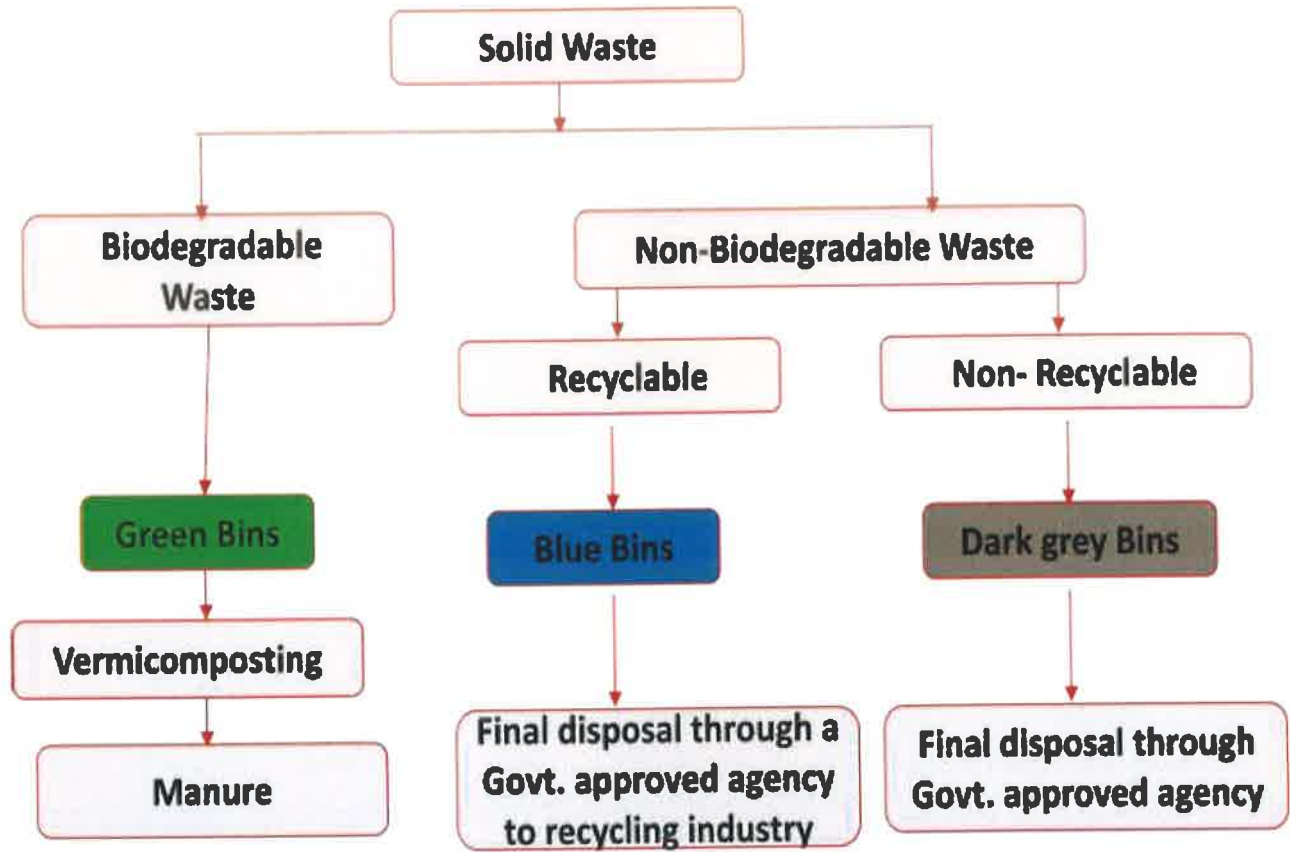 Solid Waste
Biodegradable
Waste
Non-Biodegradable Waste
Recyclable
Non- Recyclable
Green Bins
Blue Bins
Dark grey Bins
Vermicomposting
Manure
Final disposal through a
Govt. approved agency
to recycling industry
Final disposal through
Govt. approved agency